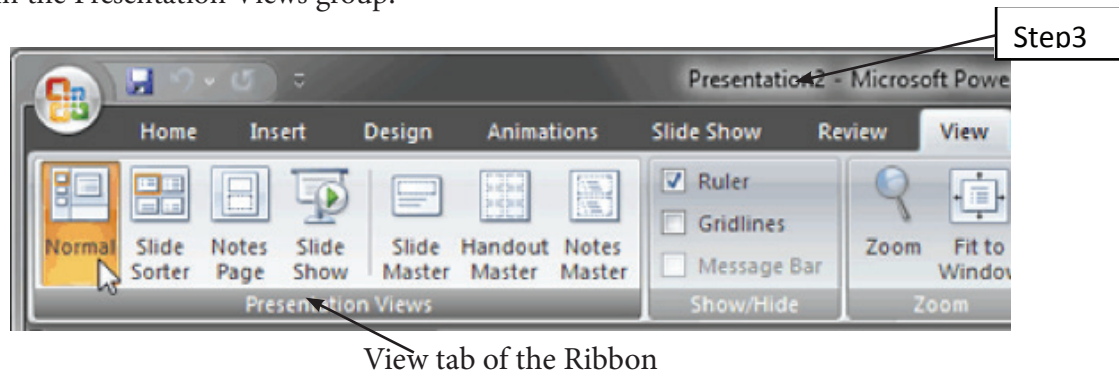 in the Presentation Views group.
Step3
Presentation2 - Microsoft Powe
Home Insert Design Animations Slide Show Review View
Normal Slide Sorter Notes Page Slide Show Slide Master Handout Master Notes Master
Ruler
Gridlines
Message Bar
Zoom Fit to Window
Presentation Views Show/Hide Zoom
View tab of the Ribbon